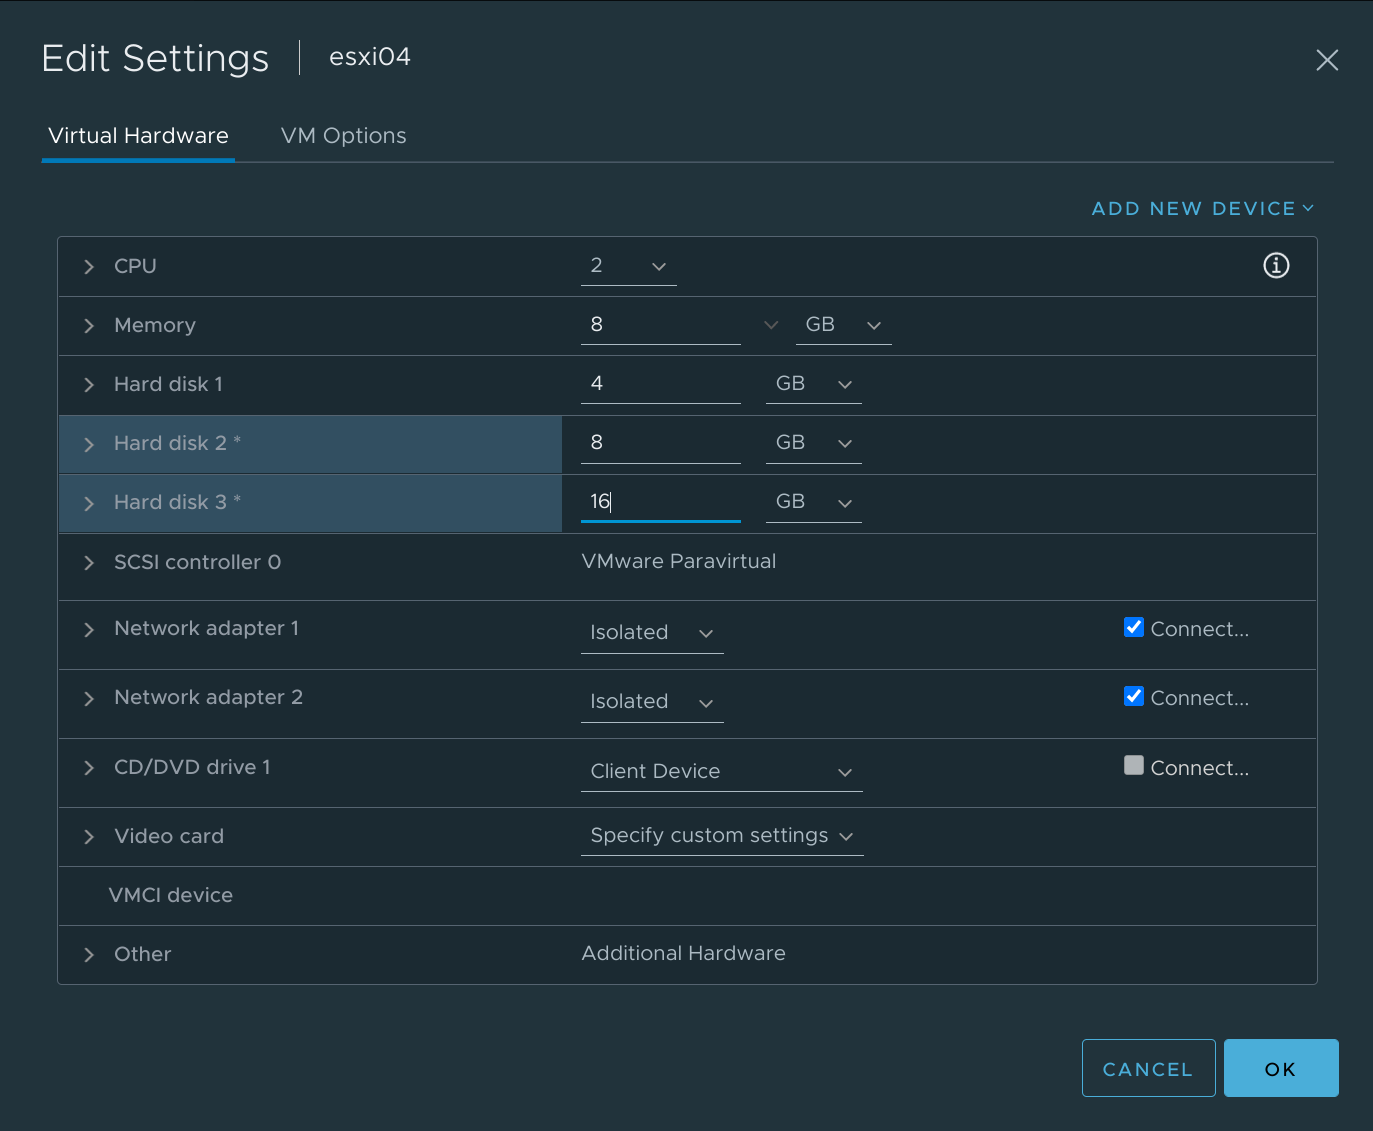 Edit Settings | esxi04
Virtual Hardware VM Options
ADD NEW DEVICE
CPU 2
Memory 8 GB
Hard disk 1 4 GB
Hard disk 2 * 8 GB
Hard disk 3 * 16 GB
SCSI controller 0 VMware Paravirtual
Network adapter 1 Isolated Connect...
Network adapter 2 Isolated Connect...
CD/DVD drive 1 Client Device Connect...
Video card Specify custom settings
VMCI device
Other Additional Hardware
CANCEL OK